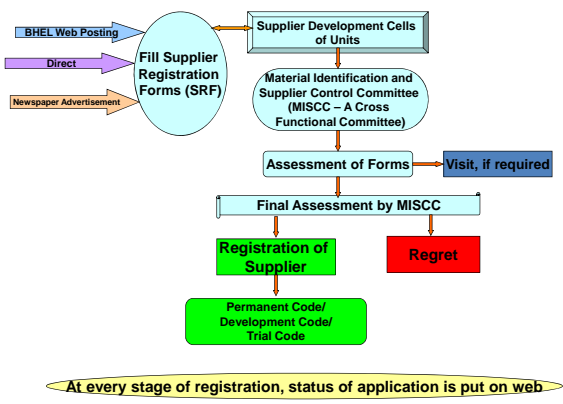 BHEL Web Posting
Direct
Newspaper Advertisement
Fill Supplier
Registration
Forms (SRF)
Supplier Development Cells
of Units
Material Identification and
Supplier Control Committee
(MISCC – A Cross
Functional Committee)
Assessment of Forms
Visit, if required
Final Assessment by MISCC
Registration of
Supplier
Regret
Permanent Code/
Development Code/
Trial Code
At every stage of registration, status of application is put on web